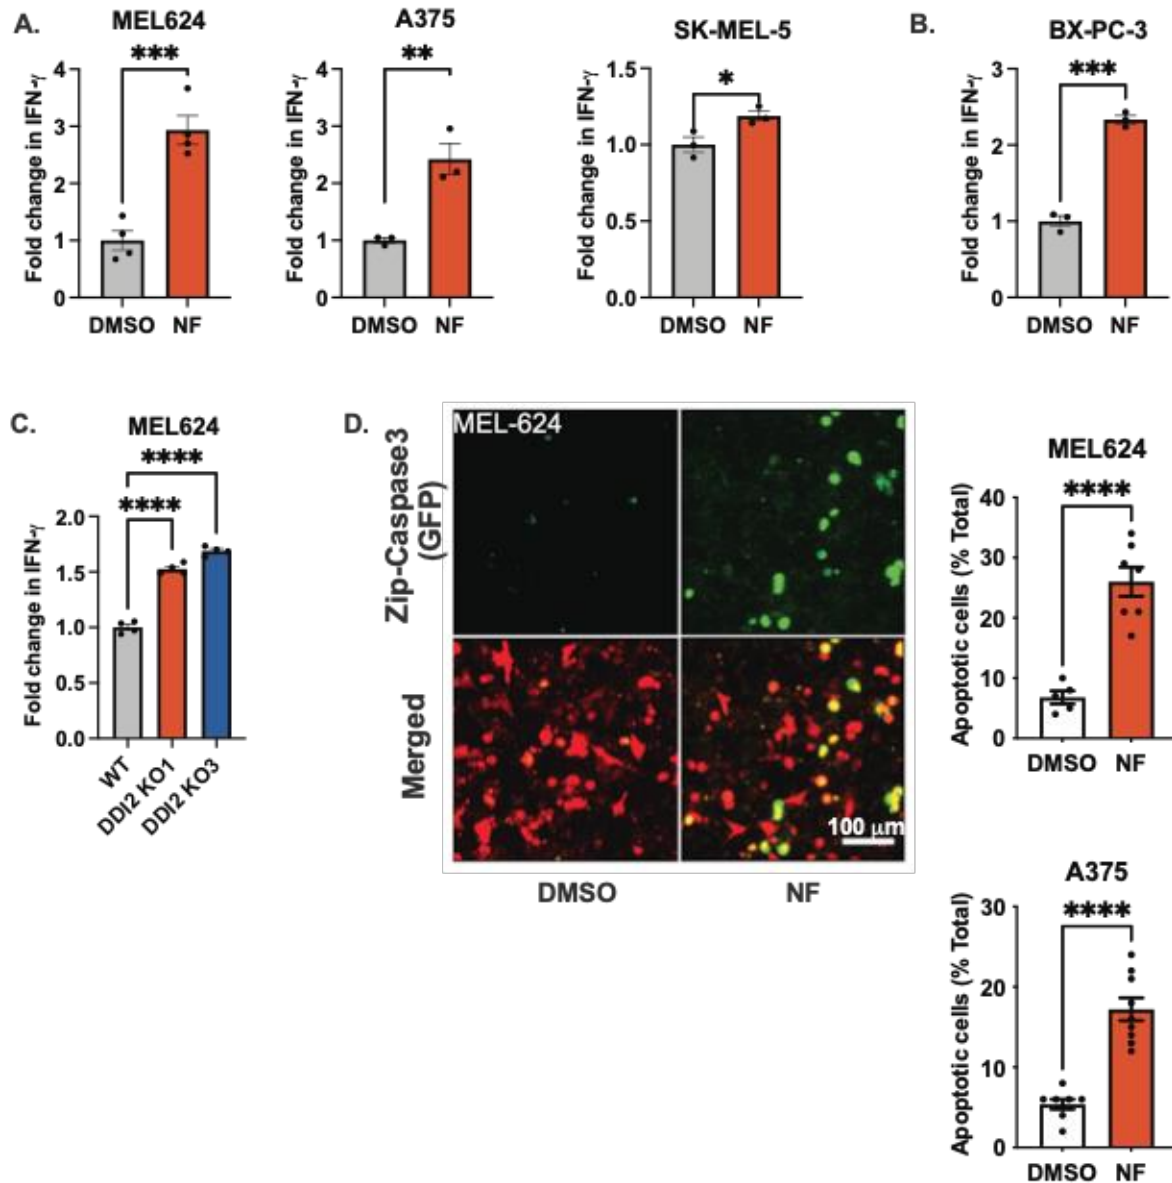 A.
MEL624
***
Fold change in IFN-γ
4
3
2
1
0
DMSO NF
A375
**
Fold change in IFN-γ
4
3
2
1
0
DMSO NF
SK-MEL-5
*
Fold change in IFN-γ
1.5
1.0
0.5
0.0
DMSO NF
B.
BX-PC-3
***
Fold change in IFN-γ
3
2
1
0
DMSO NF
C.
MEL624
****
****
Fold change in IFN-γ
2.0
1.5
1.0
0.5
0.0
WT
DDI2 KO1
DDI2 KO3
D.
Zip-Caspase3
(GFP)
MEL-624
Merged
100 μm
DMSO
NF
MEL624
****
Apoptotic cells (% Total)
40
30
20
10
0
DMSO NF
A375
****
Apoptotic cells (% Total)
30
20
10
0
DMSO NF